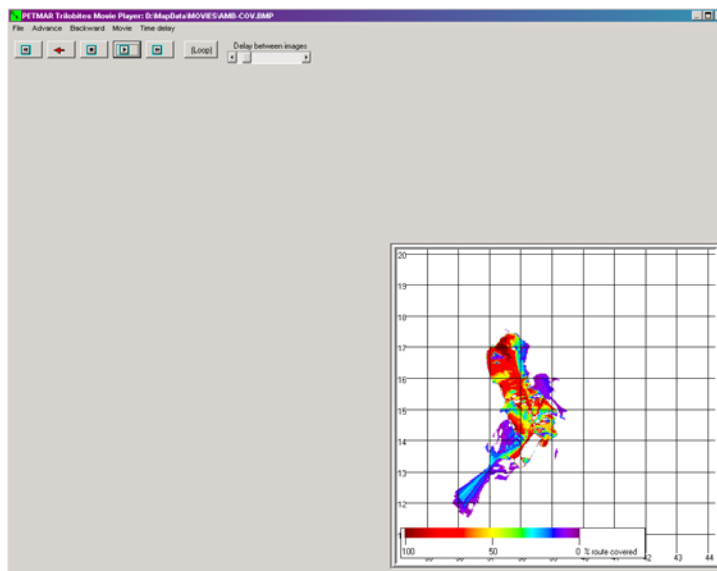 PETMAR Trilobites Movie Player: D:\MapData\MOVIES\AMB-COV.BMP
File Advance Backward Movie Time delay
(Loop)
Delay between images
20
19
18
17
16
15
14
13
12
100 50 0 % route covered
41 42 43 44